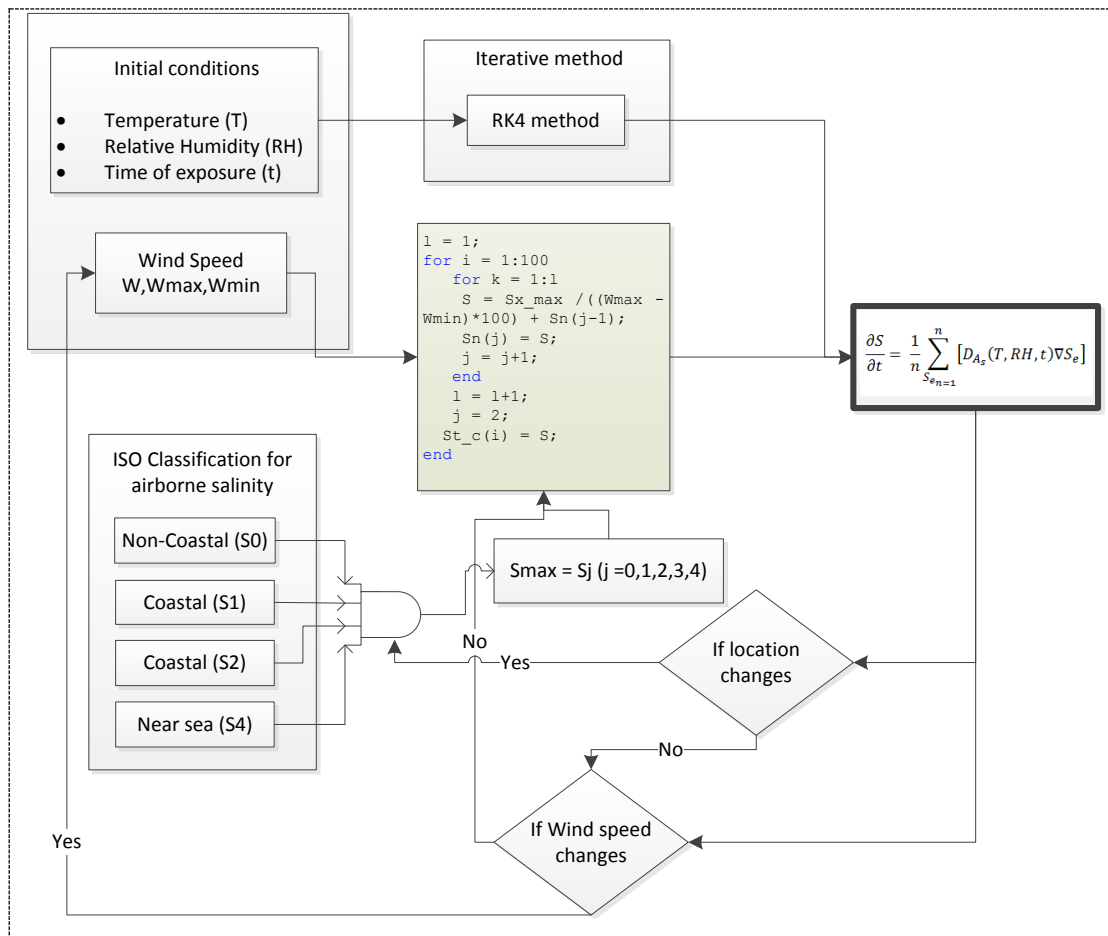 Initial conditions
• Temperature (T)
• Relative Humidity (RH)
• Time of exposure (t)
Iterative method
RK4 method
Wind Speed
W,Wmax,Wmin
l = 1;
for i = 1:100
for k = 1:l
S = Sx_max /((Wmax -
Wmin)*100) + Sn(j-1);
Sn(j) = S;
j = j+1;
end
l = l+1;
j = 2;
St_c(i) = S;
end
∂S/∂t = 1/n ∑_{S_{e_{n=1}}}^{n} [D_{A_s}(T, RH, t)∇S_e]
ISO Classification for
airborne salinity
Non-Coastal (S0)
Coastal (S1)
Coastal (S2)
Near sea (S4)
Smax = Sj (j =0,1,2,3,4)
If location
changes
Yes
No
No
If Wind speed
changes
Yes